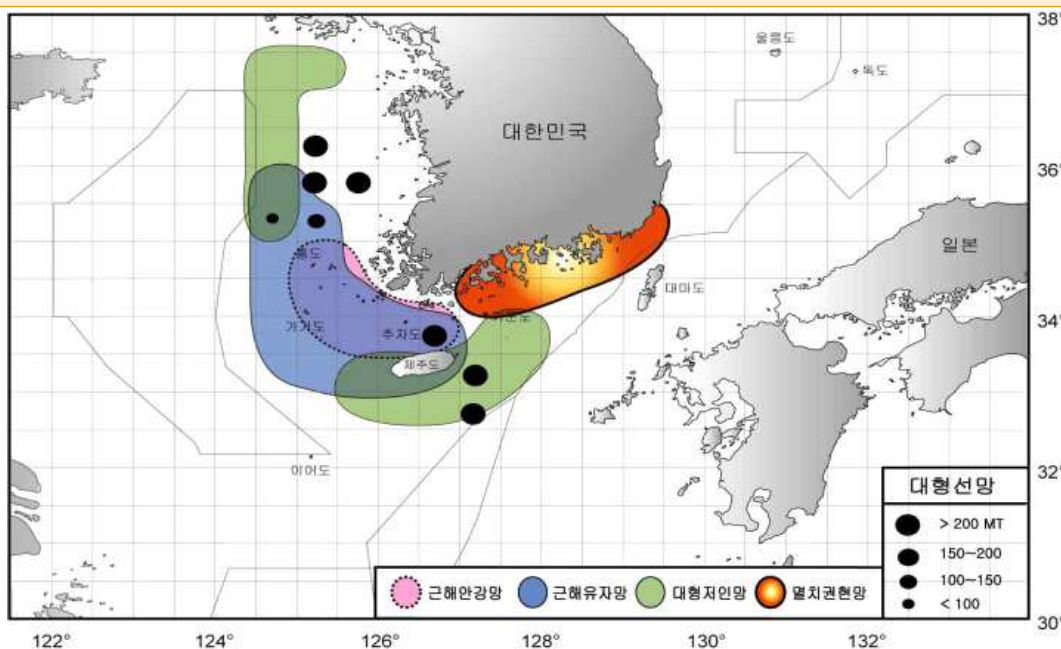 38°
울릉도
독도
대한민국
36°
일본
홍도
대마도
34°
가거도
추자도
제주도
32°
이어도
대형선망
> 200 MT
150~200
100~150
< 100
근해안강망
근해유자망
대형저인망
멸치권현망
30°
122°
124°
126°
128°
130°
132°